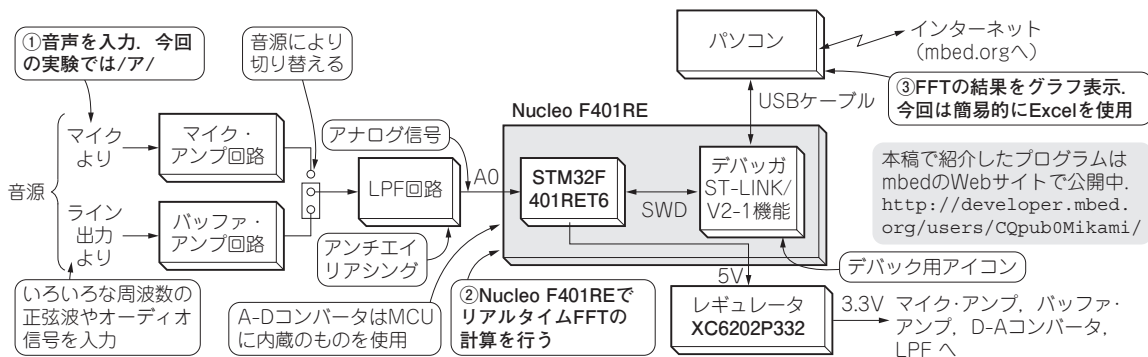 ①音声を入力．今回
の実験では/ア/
音源により
切り替える
マイク
より
マイク・
アンプ回路
音源
ライン
出力
より
バッファ・
アンプ回路
いろいろな周波数の
正弦波やオーディオ
信号を入力
アナログ信号
LPF回路
アンチエイ
リアシング
A0
A-DコンバータはMCU
に内蔵のものを使用
Nucleo F401RE
STM32F
401RET6
SWD
デバッガ
ST-LINK/
V2-1機能
②Nucleo F401REで
リアルタイムFFTの
計算を行う
パソコン
USBケーブル
インターネット
（mbed.orgへ）
③FFTの結果をグラフ表示．
今回は簡易的にExcelを使用
本稿で紹介したプログラムは
mbedのWebサイトで公開中．
http://developer.mbed.
org/users/CQpub0Mikami/
デバック用アイコン
5V
レギュレータ
XC6202P332
3.3V
マイク・アンプ，バッファ・
アンプ，D-Aコンバータ，
LPF へ